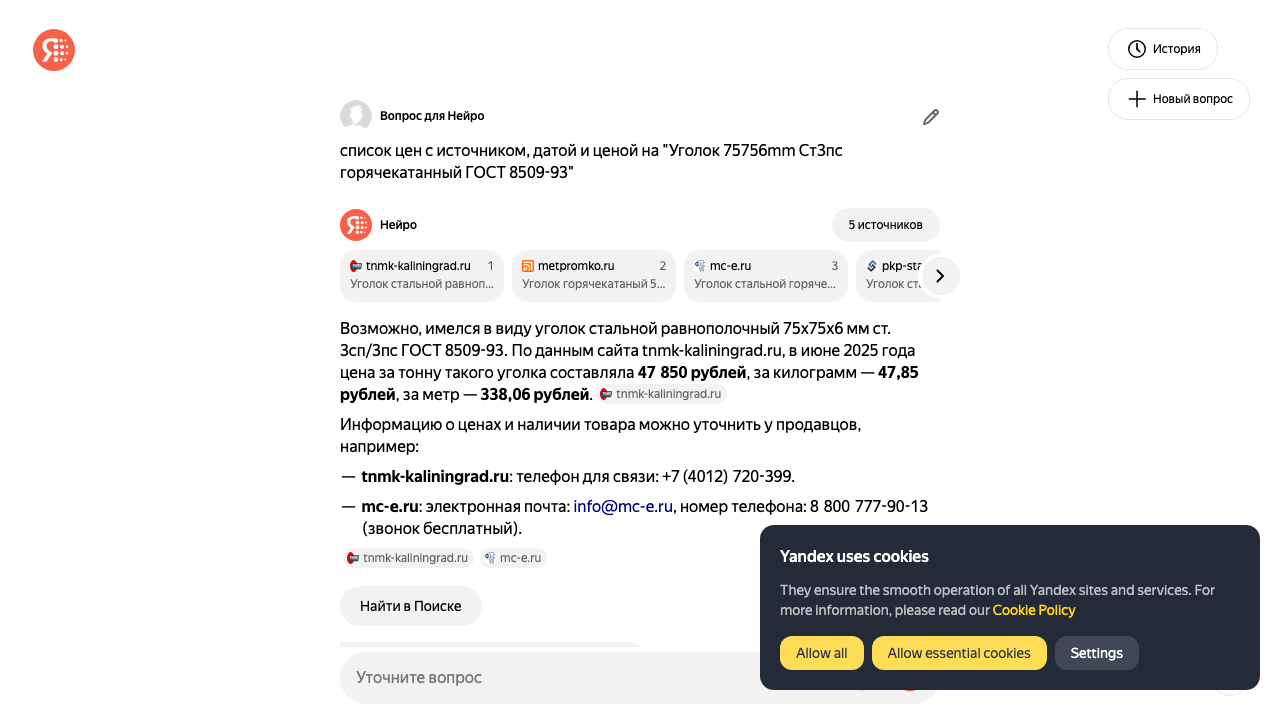 История
Новый вопрос
Вопрос для Нейро
список цен с источником, датой и ценой на "Уголок 75756mm Ст3пс
горячекатанный ГОСТ 8509-93"
Нейро
5 источников
tnmk-kaliningrad.ru 1
Уголок стальной равноп...
metpromko.ru 2
Уголок горячекатаный 5...
mc-e.ru 3
Уголок стальной горяче...
pkp-sta
Уголок ст
Возможно, имелся в виду уголок стальной равнополочный 75х75х6 мм ст.
3сп/3пс ГОСТ 8509-93. По данным сайта tnmk-kaliningrad.ru, в июне 2025 года
цена за тонну такого уголка составляла 47 850 рублей, за килограмм — 47,85
рублей, за метр — 338,06 рублей. tnmk-kaliningrad.ru
Информацию о ценах и наличии товара можно уточнить у продавцов,
например:
— tnmk-kaliningrad.ru: телефон для связи: +7 (4012) 720-399.
— mc-e.ru: электронная почта: info@mc-e.ru, номер телефона: 8 800 777-90-13
(звонок бесплатный).
tnmk-kaliningrad.ru mc-e.ru
Найти в Поиске
Уточните вопрос
Yandex uses cookies
They ensure the smooth operation of all Yandex sites and services. For
more information, please read our Cookie Policy
Allow all
Allow essential cookies
Settings